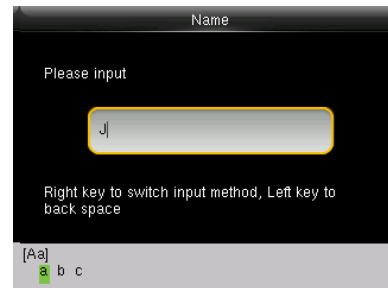 Name
Please input
J
Right key to switch input method, Left key to
back space
[Aa]
a b c